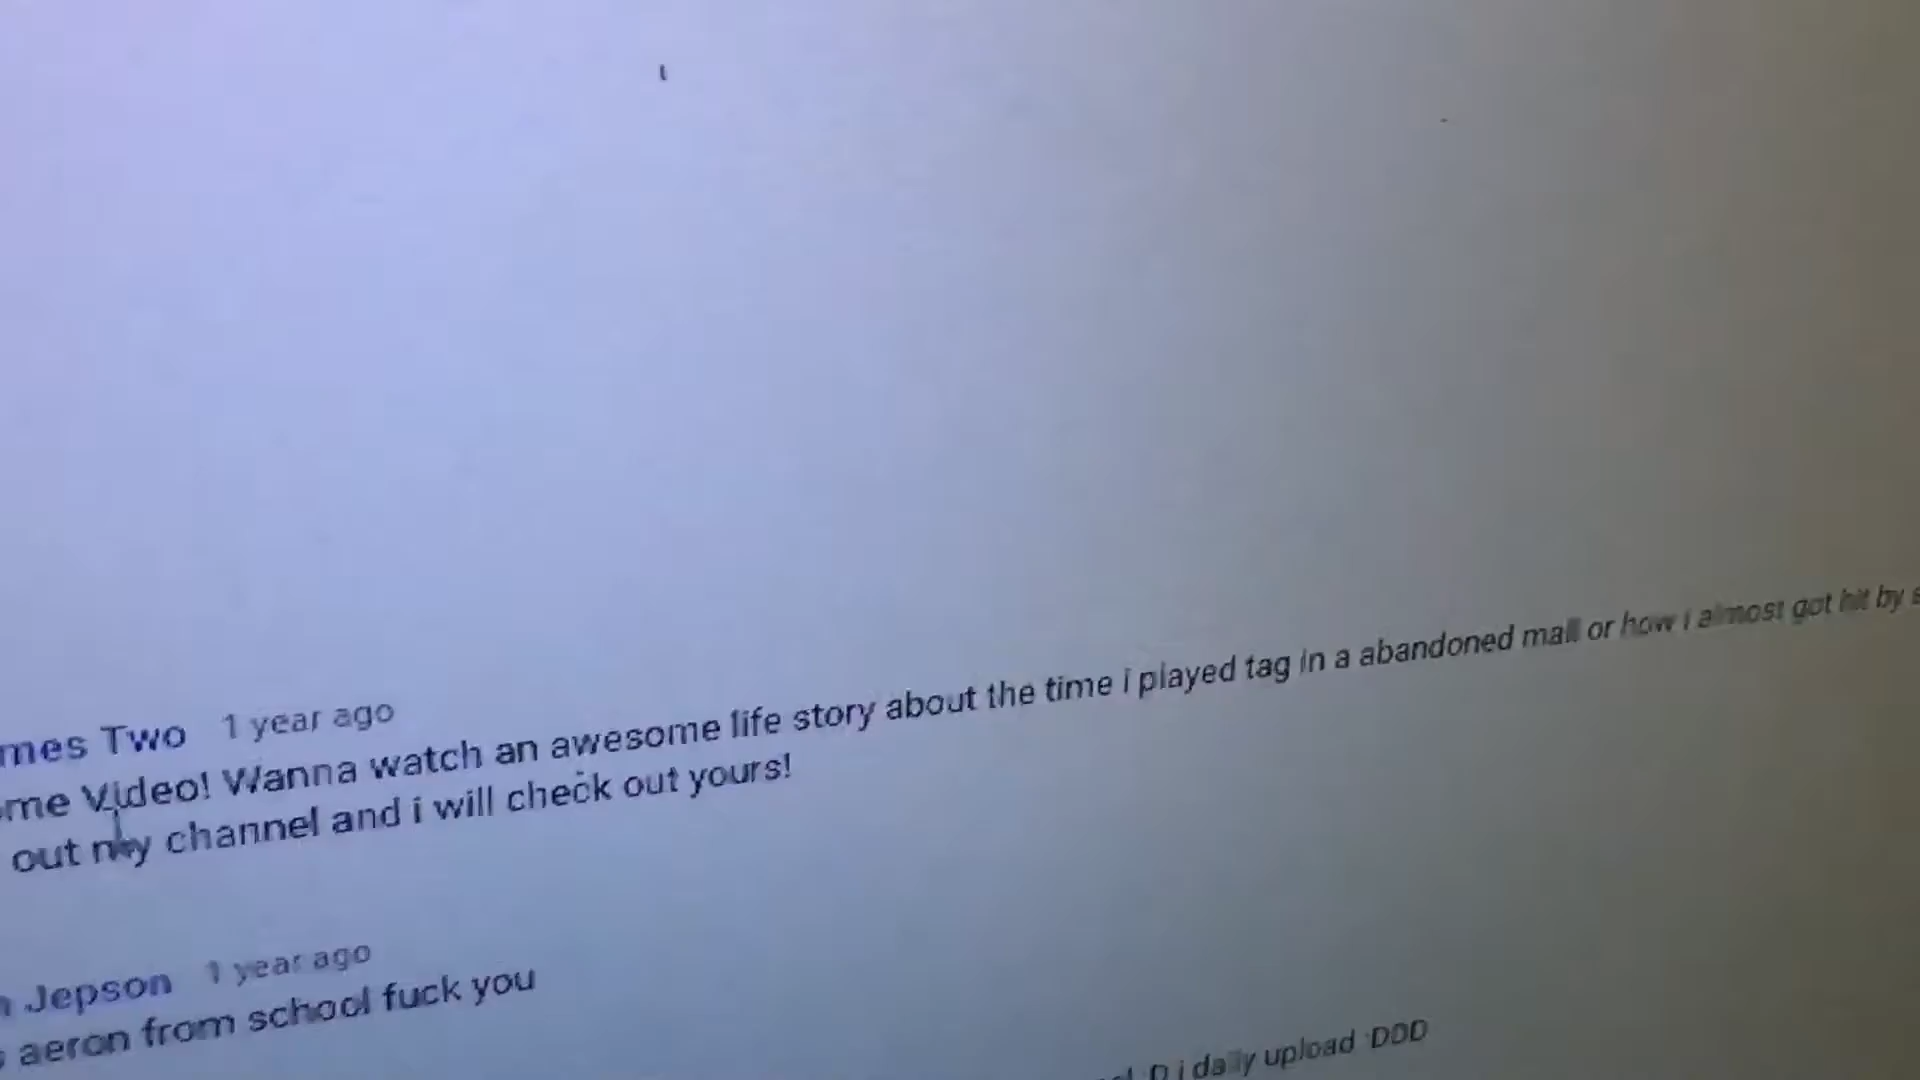 mes Two 1 year ago
me Video! Wanna watch an awesome life story about the time i played tag in a abandoned mall or how i almost got hit by
out my channel and i will check out yours!
Jepson 1 year ago
aeron from school fuck you
:D i daily upload :DDD